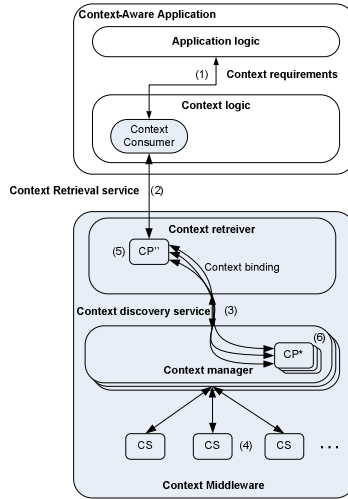 Context-Aware Application
Application logic
(1)
Context requirements
Context logic
Context
Consumer
Context Retrieval service
(2)
Context retreiver
(5)
CP''
Context binding
Context discovery service
(3)
(6)
CP*
Context manager
CS
CS
(4)
CS
...
Context Middleware